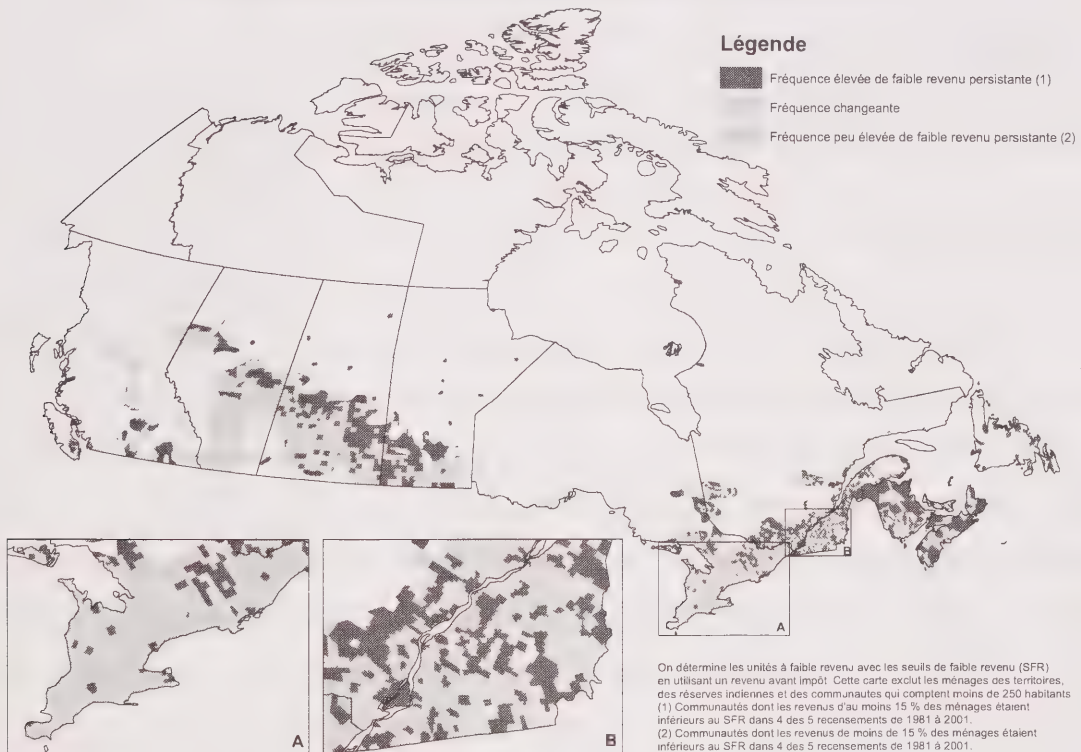 Légende
Fréquence élevée de faible revenu persistante (1)
Fréquence changeante
Fréquence peu élevée de faible revenu persistante (2)
B
A
A
B
On détermine les unités à faible revenu avec les seuils de faible revenu (SFR)
en utilisant un revenu avant impôt Cette carte exclut les ménages des territoires,
des réserves indiennes et des communautes qui comptent moins de 250 habitants
(1) Communautés dont les revenus d'au moins 15 % des ménages étaient
inférieurs au SFR dans 4 des 5 recensements de 1981 à 2001.
(2) Communautés dont les revenus de moins de 15 % des ménages étaient
inférieurs au SFR dans 4 des 5 recensements de 1981 à 2001.